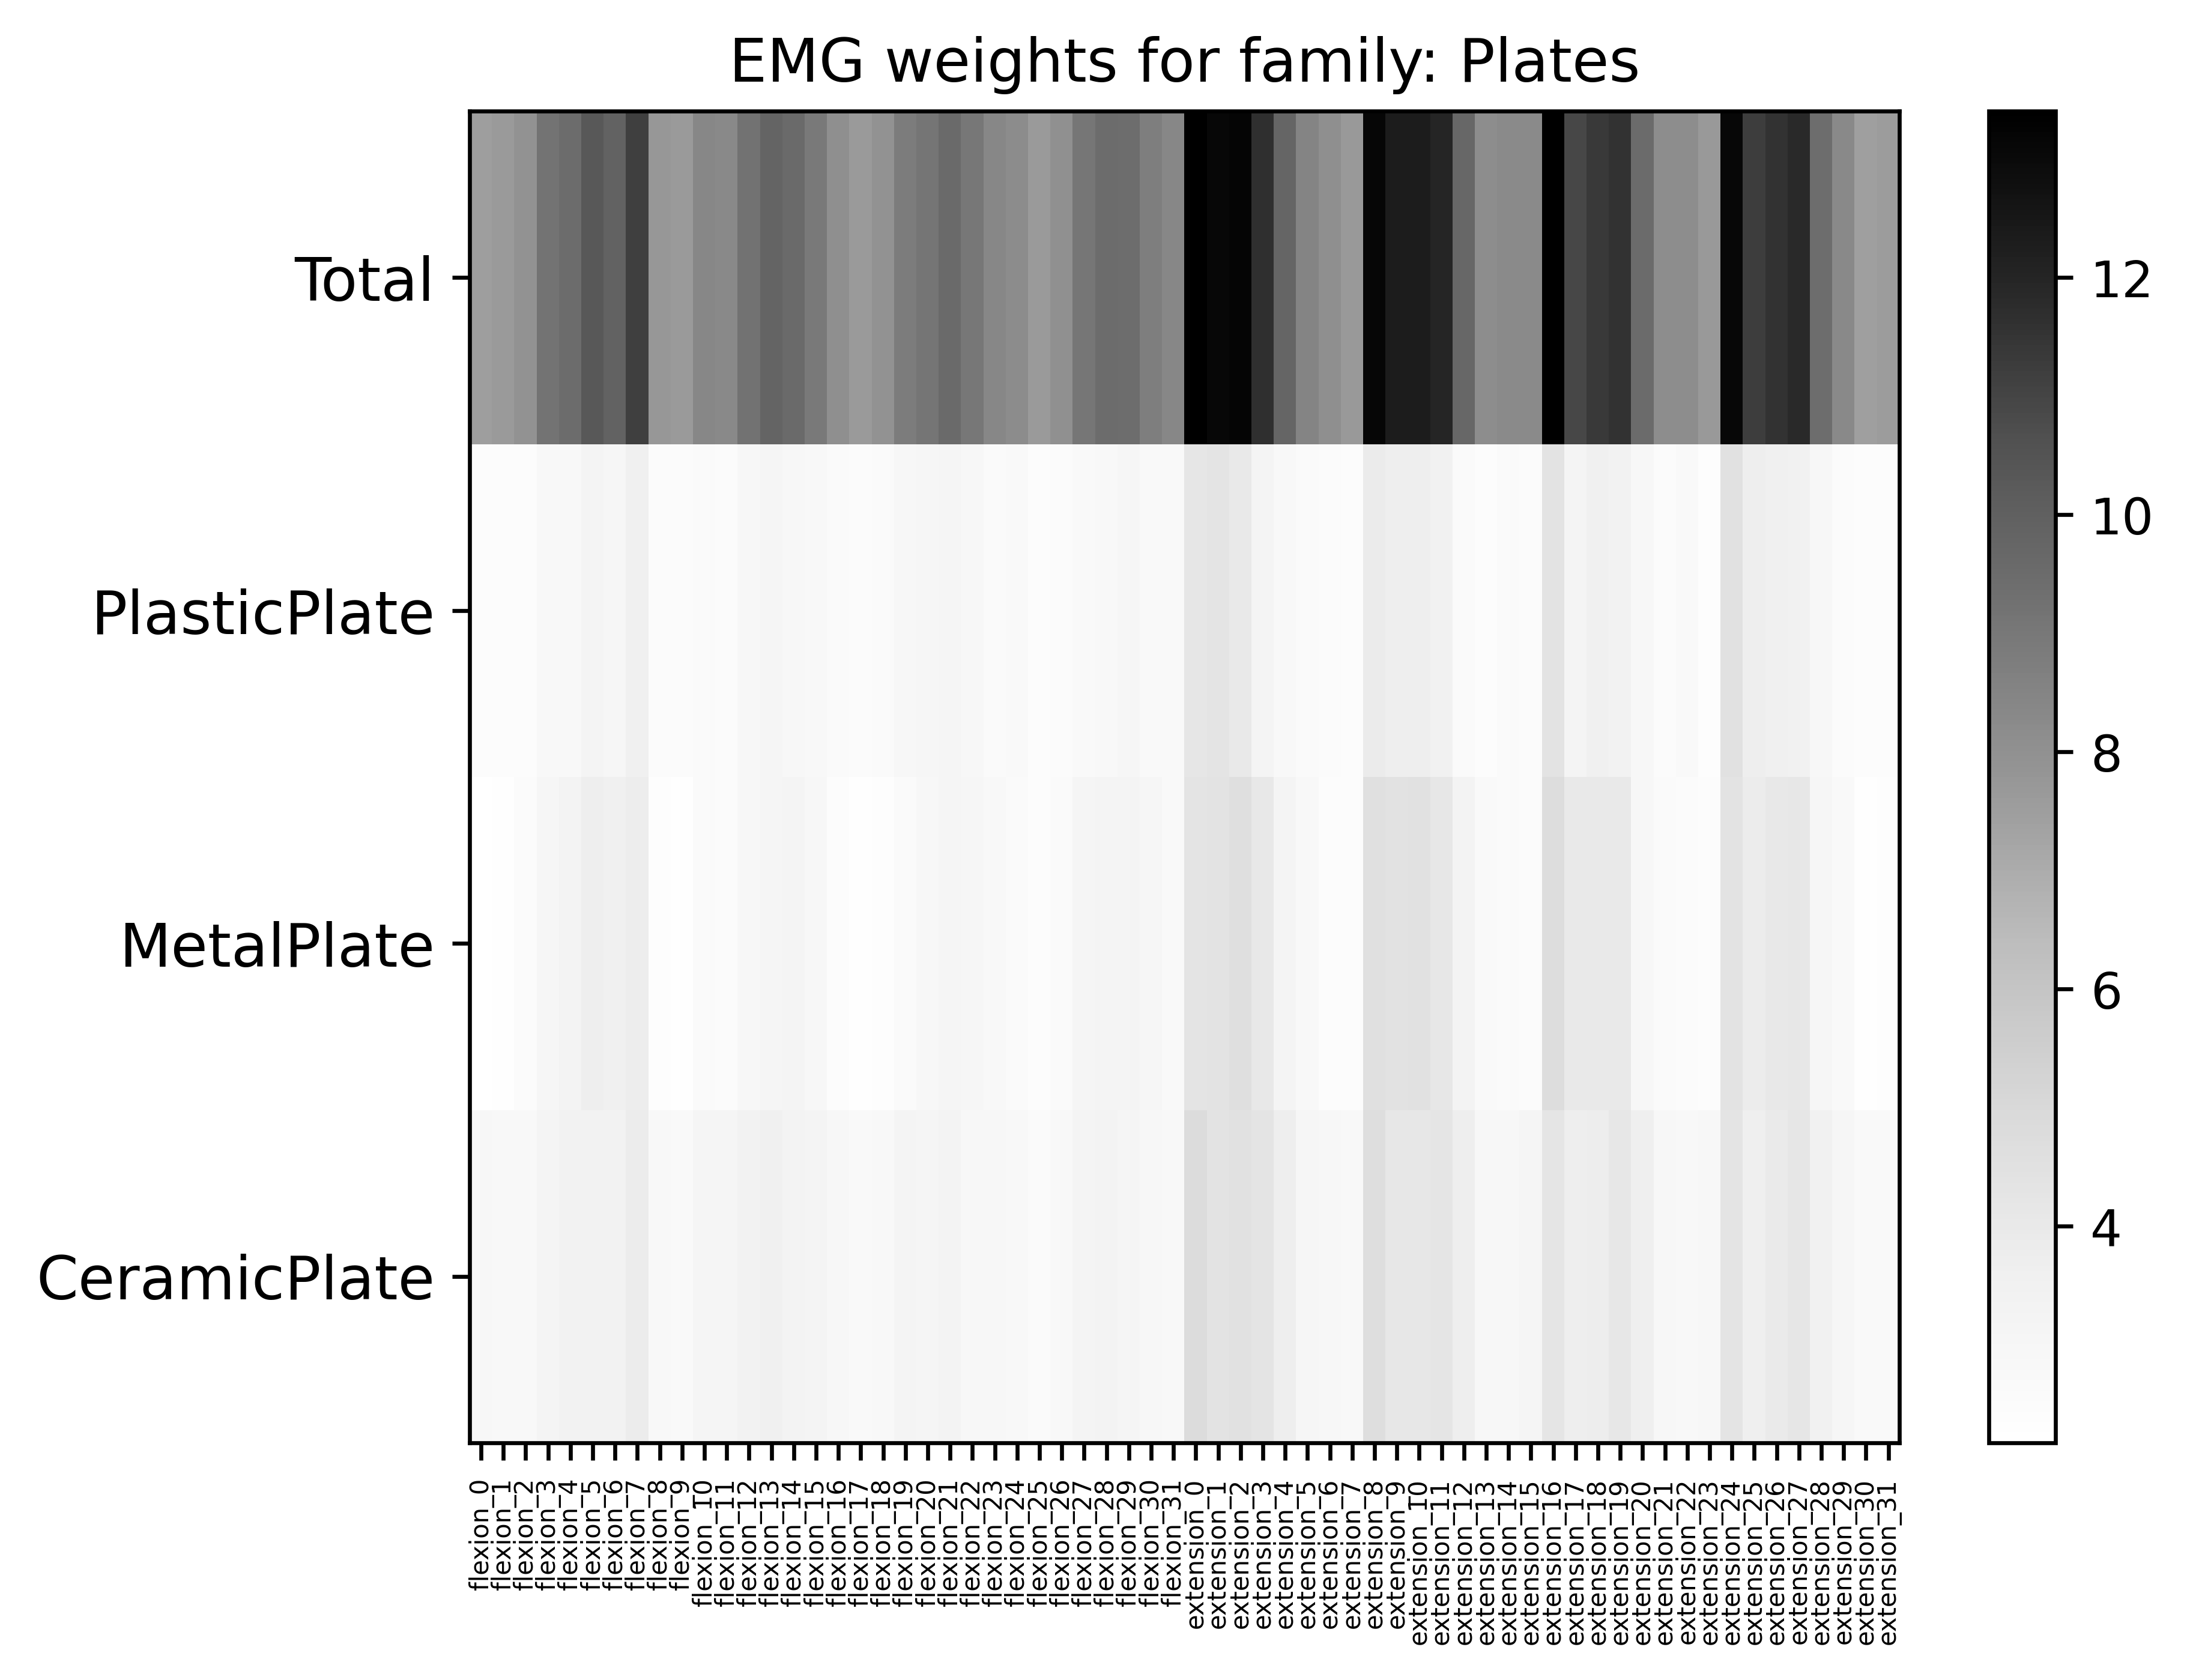 EMG weights for family: Plates
Total
PlasticPlate
MetalPlate
CeramicPlate
12
10
8
6
4
flexion_0
flexion_1
flexion_2
flexion_3
flexion_4
flexion_5
flexion_6
flexion_7
flexion_8
flexion_9
flexion_10
flexion_11
flexion_12
flexion_13
flexion_14
flexion_15
flexion_16
flexion_17
flexion_18
flexion_19
flexion_20
flexion_21
flexion_22
flexion_23
flexion_24
flexion_25
flexion_26
flexion_27
flexion_28
flexion_29
flexion_30
flexion_31
extension_0
extension_1
extension_2
extension_3
extension_4
extension_5
extension_6
extension_7
extension_8
extension_9
extension_10
extension_11
extension_12
extension_13
extension_14
extension_15
extension_16
extension_17
extension_18
extension_19
extension_20
extension_21
extension_22
extension_23
extension_24
extension_25
extension_26
extension_27
extension_28
extension_29
extension_30
extension_31